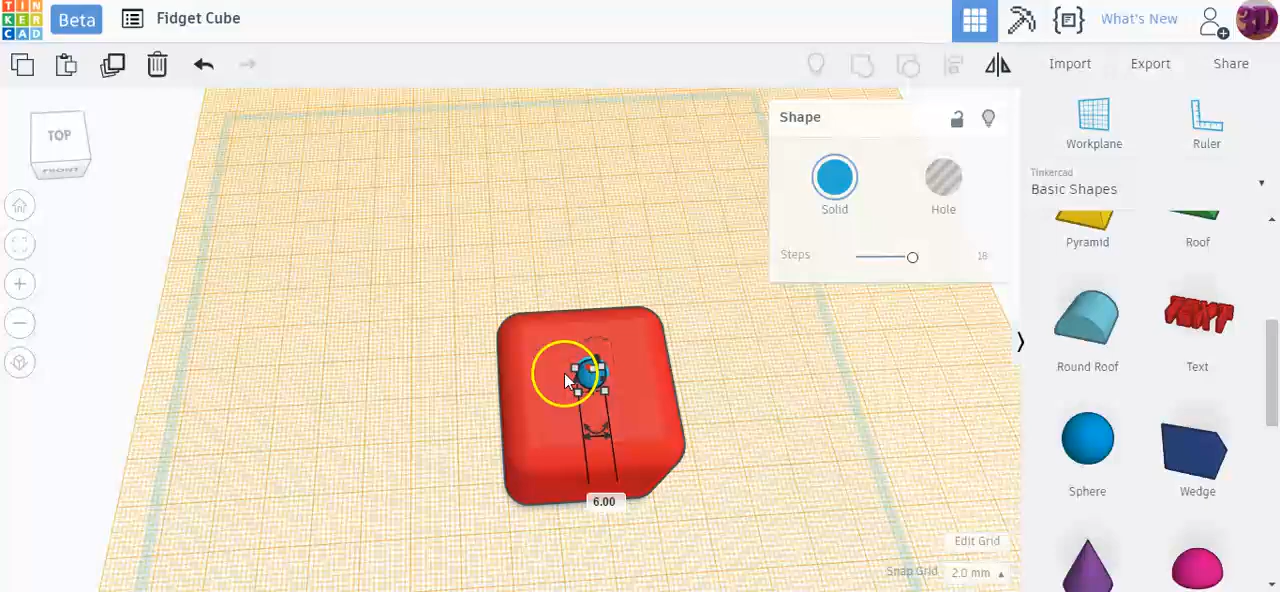 TIN
KER
CAD
Beta
Fidget Cube
What's New
Import
Export
Share
TOP
FRONT
Shape
Solid
Hole
Steps
18
Workplane
Ruler
Tinkercad
Basic Shapes
Pyramid
Roof
Round Roof
TEXT
Text
Sphere
Wedge
6.00
Edit Grid
Snap Grid
2.0 mm